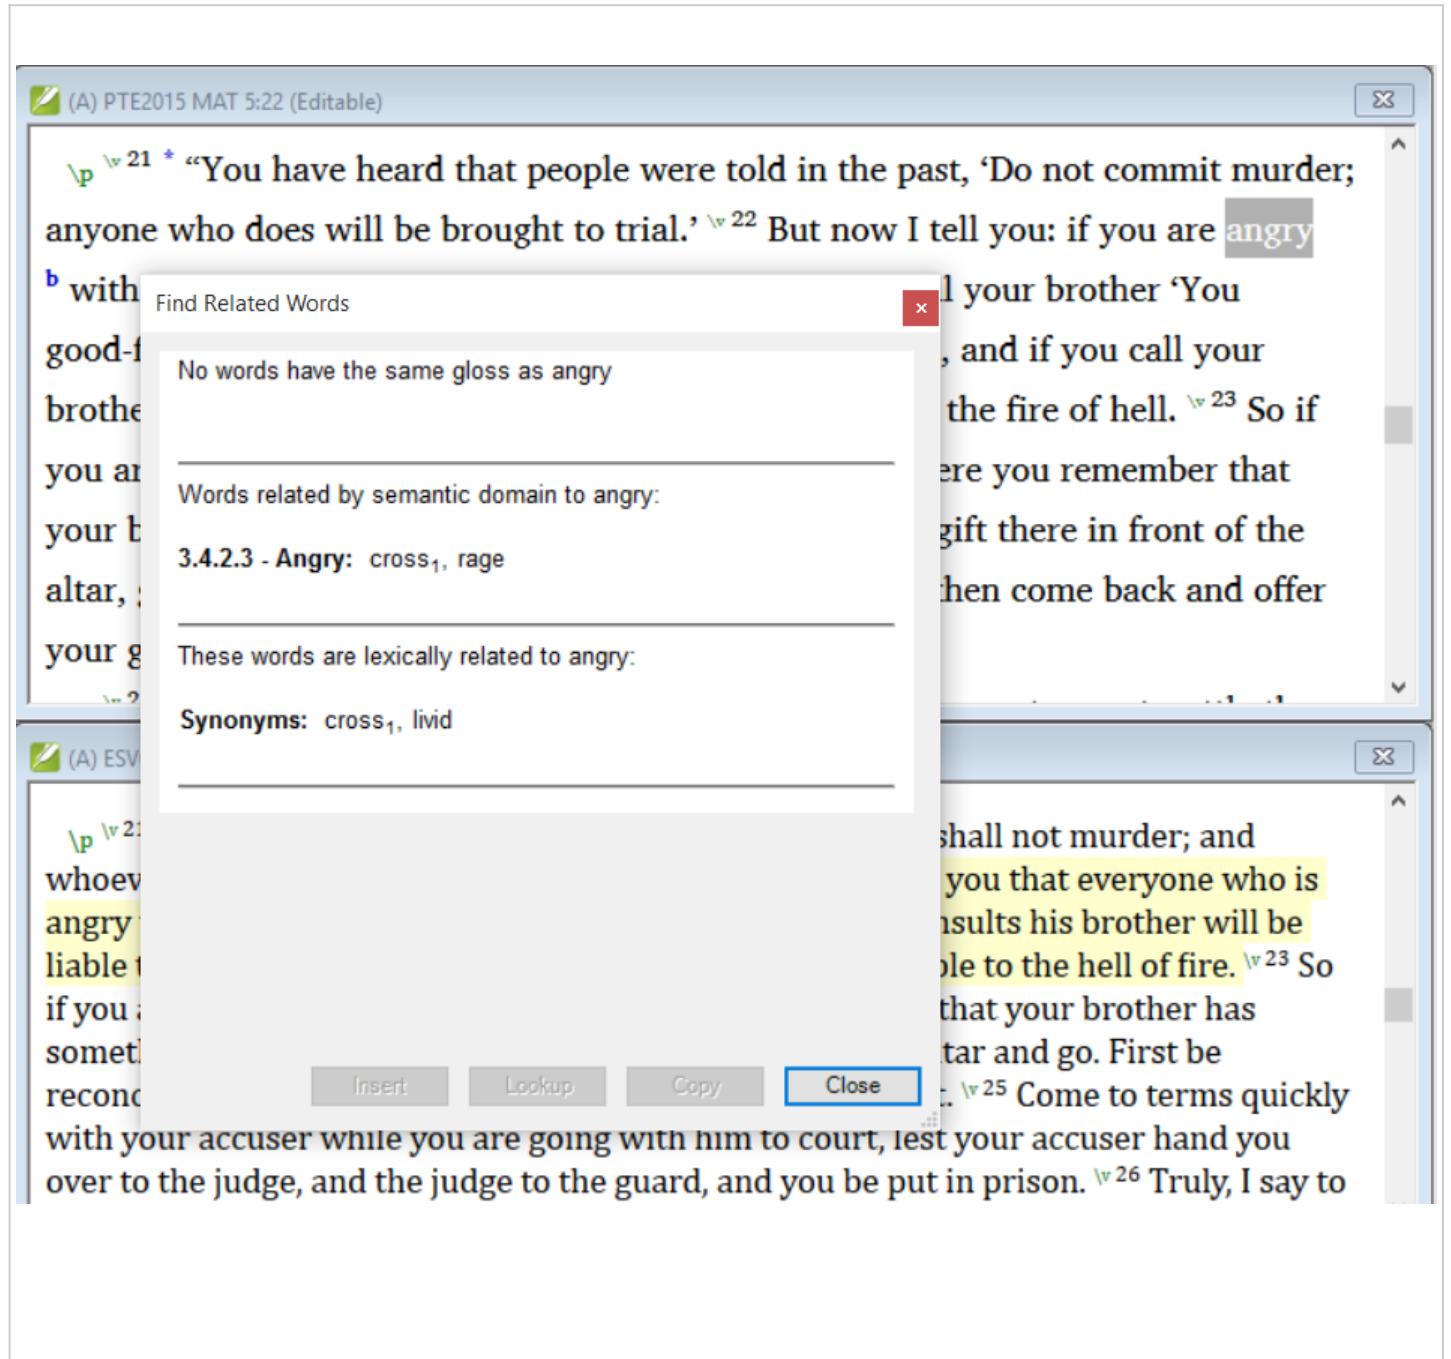 (A) PTE2015 MAT 5:22 (Editable)
\p \v 21 * “You have heard that people were told in the past, ‘Do not commit murder;
anyone who does will be brought to trial.’ \v 22 But now I tell you: if you are angry
b with l your brother ‘You
good-f , and if you call your
brothe the fire of hell. \v 23 So if
you ar ere you remember that
your b gift there in front of the
altar, then come back and offer
your g
Find Related Words
No words have the same gloss as angry
Words related by semantic domain to angry:
3.4.2.3 - Angry: cross1, rage
These words are lexically related to angry:
Synonyms: cross1, livid
Insert Lookup Copy Close
(A) ESV
\p \v 21 shall not murder; and
whoev you that everyone who is
angry nsults his brother will be
liable t ble to the hell of fire. \v 23 So
if you that your brother has
somet tar and go. First be
recond t. \v 25 Come to terms quickly
with your accuser while you are going with him to court, lest your accuser hand you
over to the judge, and the judge to the guard, and you be put in prison. \v 26 Truly, I say to